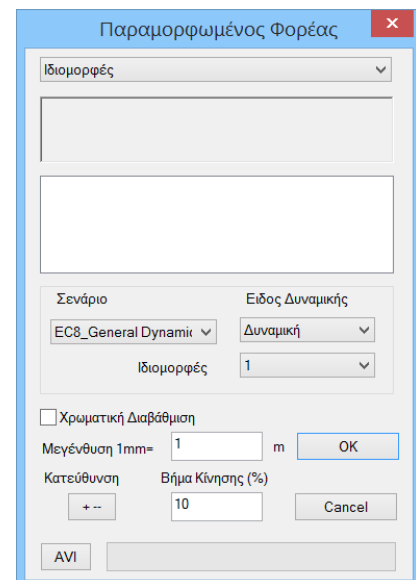 Παραμορφωμένος Φορέας
Ιδιομορφές
Σενάριο Ειδος Δυναμικής
EC8_General Dynamic Δυναμική
Ιδιομορφές 1
Χρωματική Διαβάθμιση
Μεγένθυση 1mm= 1 m OK
Κατεύθυνση Βήμα Κίνησης (%)
+ -- 10 Cancel
AVI